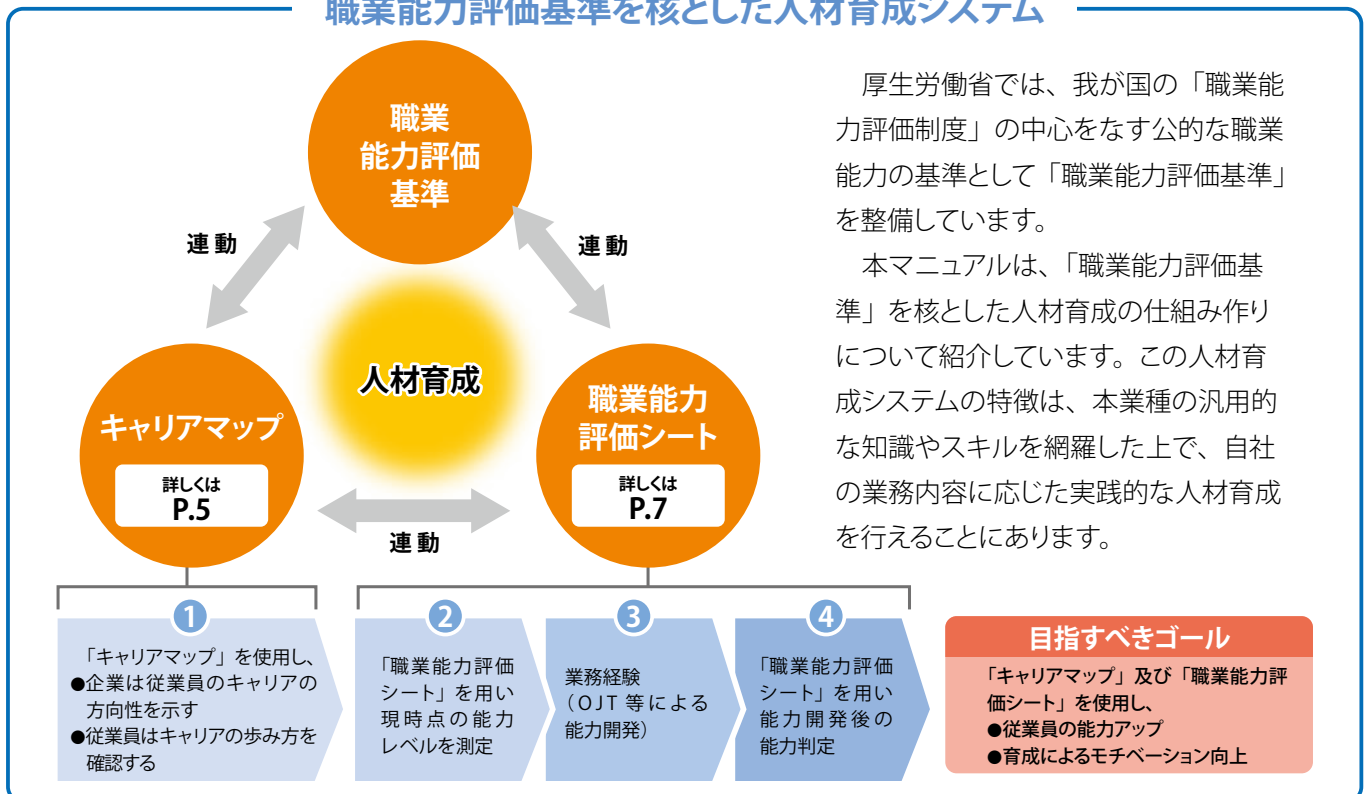 職業能力評価基準を核とした人材育成システム
職業
能力評価
基準
連動
連動
人材育成
キャリアマップ
詳しくは
P.5
職業能力
評価シート
詳しくは
P.7
連動
厚生労働省では、我が国の「職業能
力評価制度」の中心をなす公的な職業
能力の基準として「職業能力評価基準」
を整備しています。
本マニュアルは、「職業能力評価基
準」を核とした人材育成の仕組み作り
について紹介しています。この人材育
成システムの特徴は、本業種の汎用的
な知識やスキルを網羅した上で、自社
の業務内容に応じた実践的な人材育成
を行えることにあります。
1
「キャリアマップ」を使用し、
●企業は従業員のキャリアの
方向性を示す
●従業員はキャリアの歩み方を
確認する
2
「職業能力評価
シート」を用い
現時点の能力
レベルを測定
3
業務経験
（OJT 等による
能力開発）
4
「職業能力評価
シート」を用い
能力開発後の
能力判定
目指すべきゴール
「キャリアマップ」及び「職業能力評
価シート」を使用し、
●従業員の能力アップ
●育成によるモチベーション向上